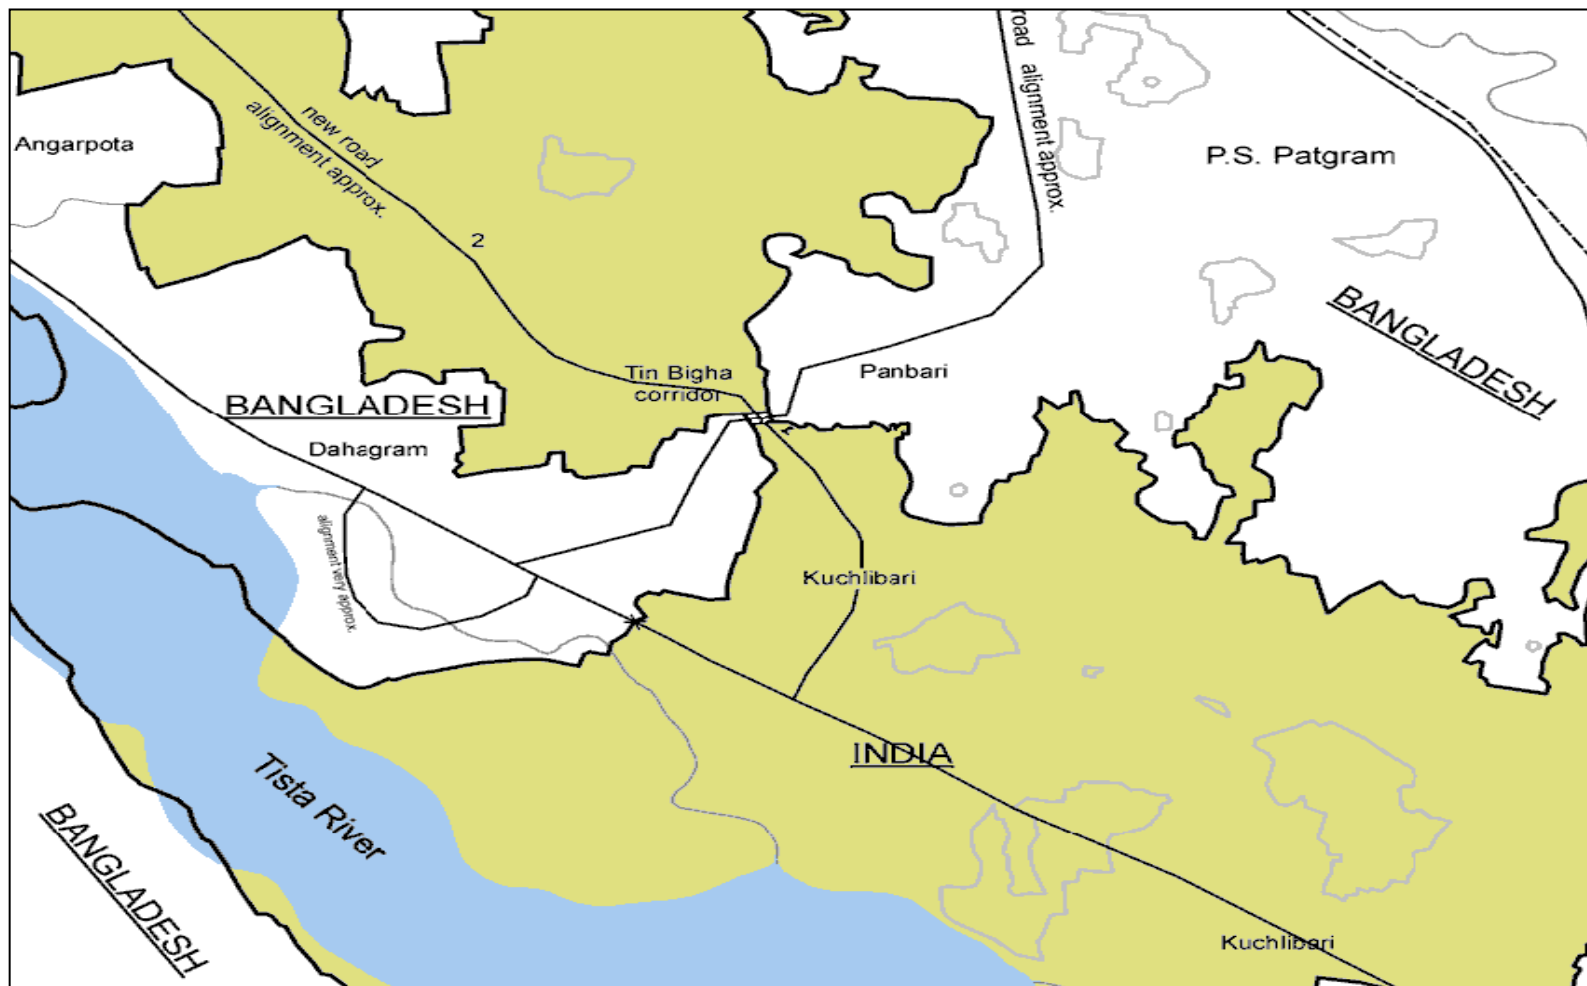 Angarpota
new road
alignment approx.
2
road alignment approx.
P.S. Patgram
BANGLADESH
Tin Bigha
corridor
Panbari
BANGLADESH
Dahagram
1
alignment very approx.
Kuchlibari
INDIA
Tista River
BANGLADESH
Kuchlibari